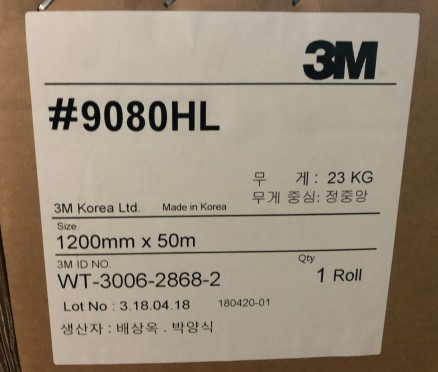 3M
#9080HL
무 게 : 23 KG
무게 중심: 정중앙
3M Korea Ltd. Made in Korea
Size
1200mm x 50m
3M ID NO
Qty
WT-3006-2868-2
1 Roll
Lot No : 3.18.04.18 180420-01
생산자 : 배상옥 . 박양식